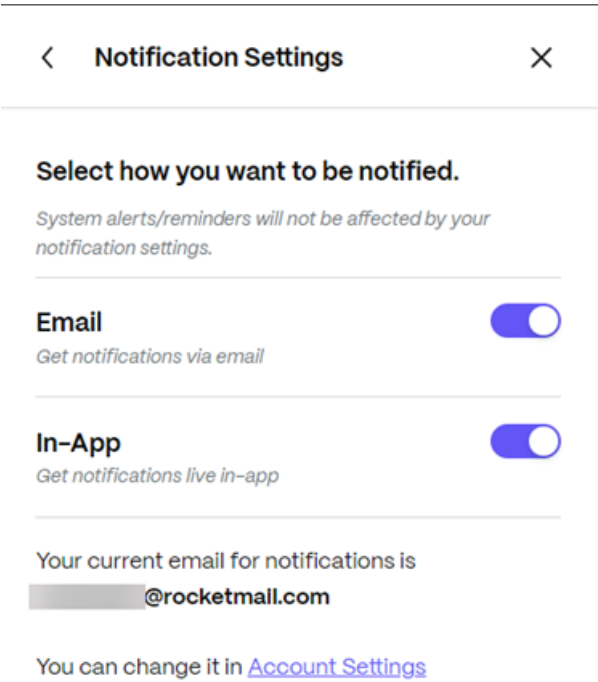 Notification Settings
Select how you want to be notified.
System alerts/reminders will not be affected by your
notification settings.
Email
Get notifications via email
In-App
Get notifications live in-app
Your current email for notifications is
@rocketmail.com
You can change it in Account Settings